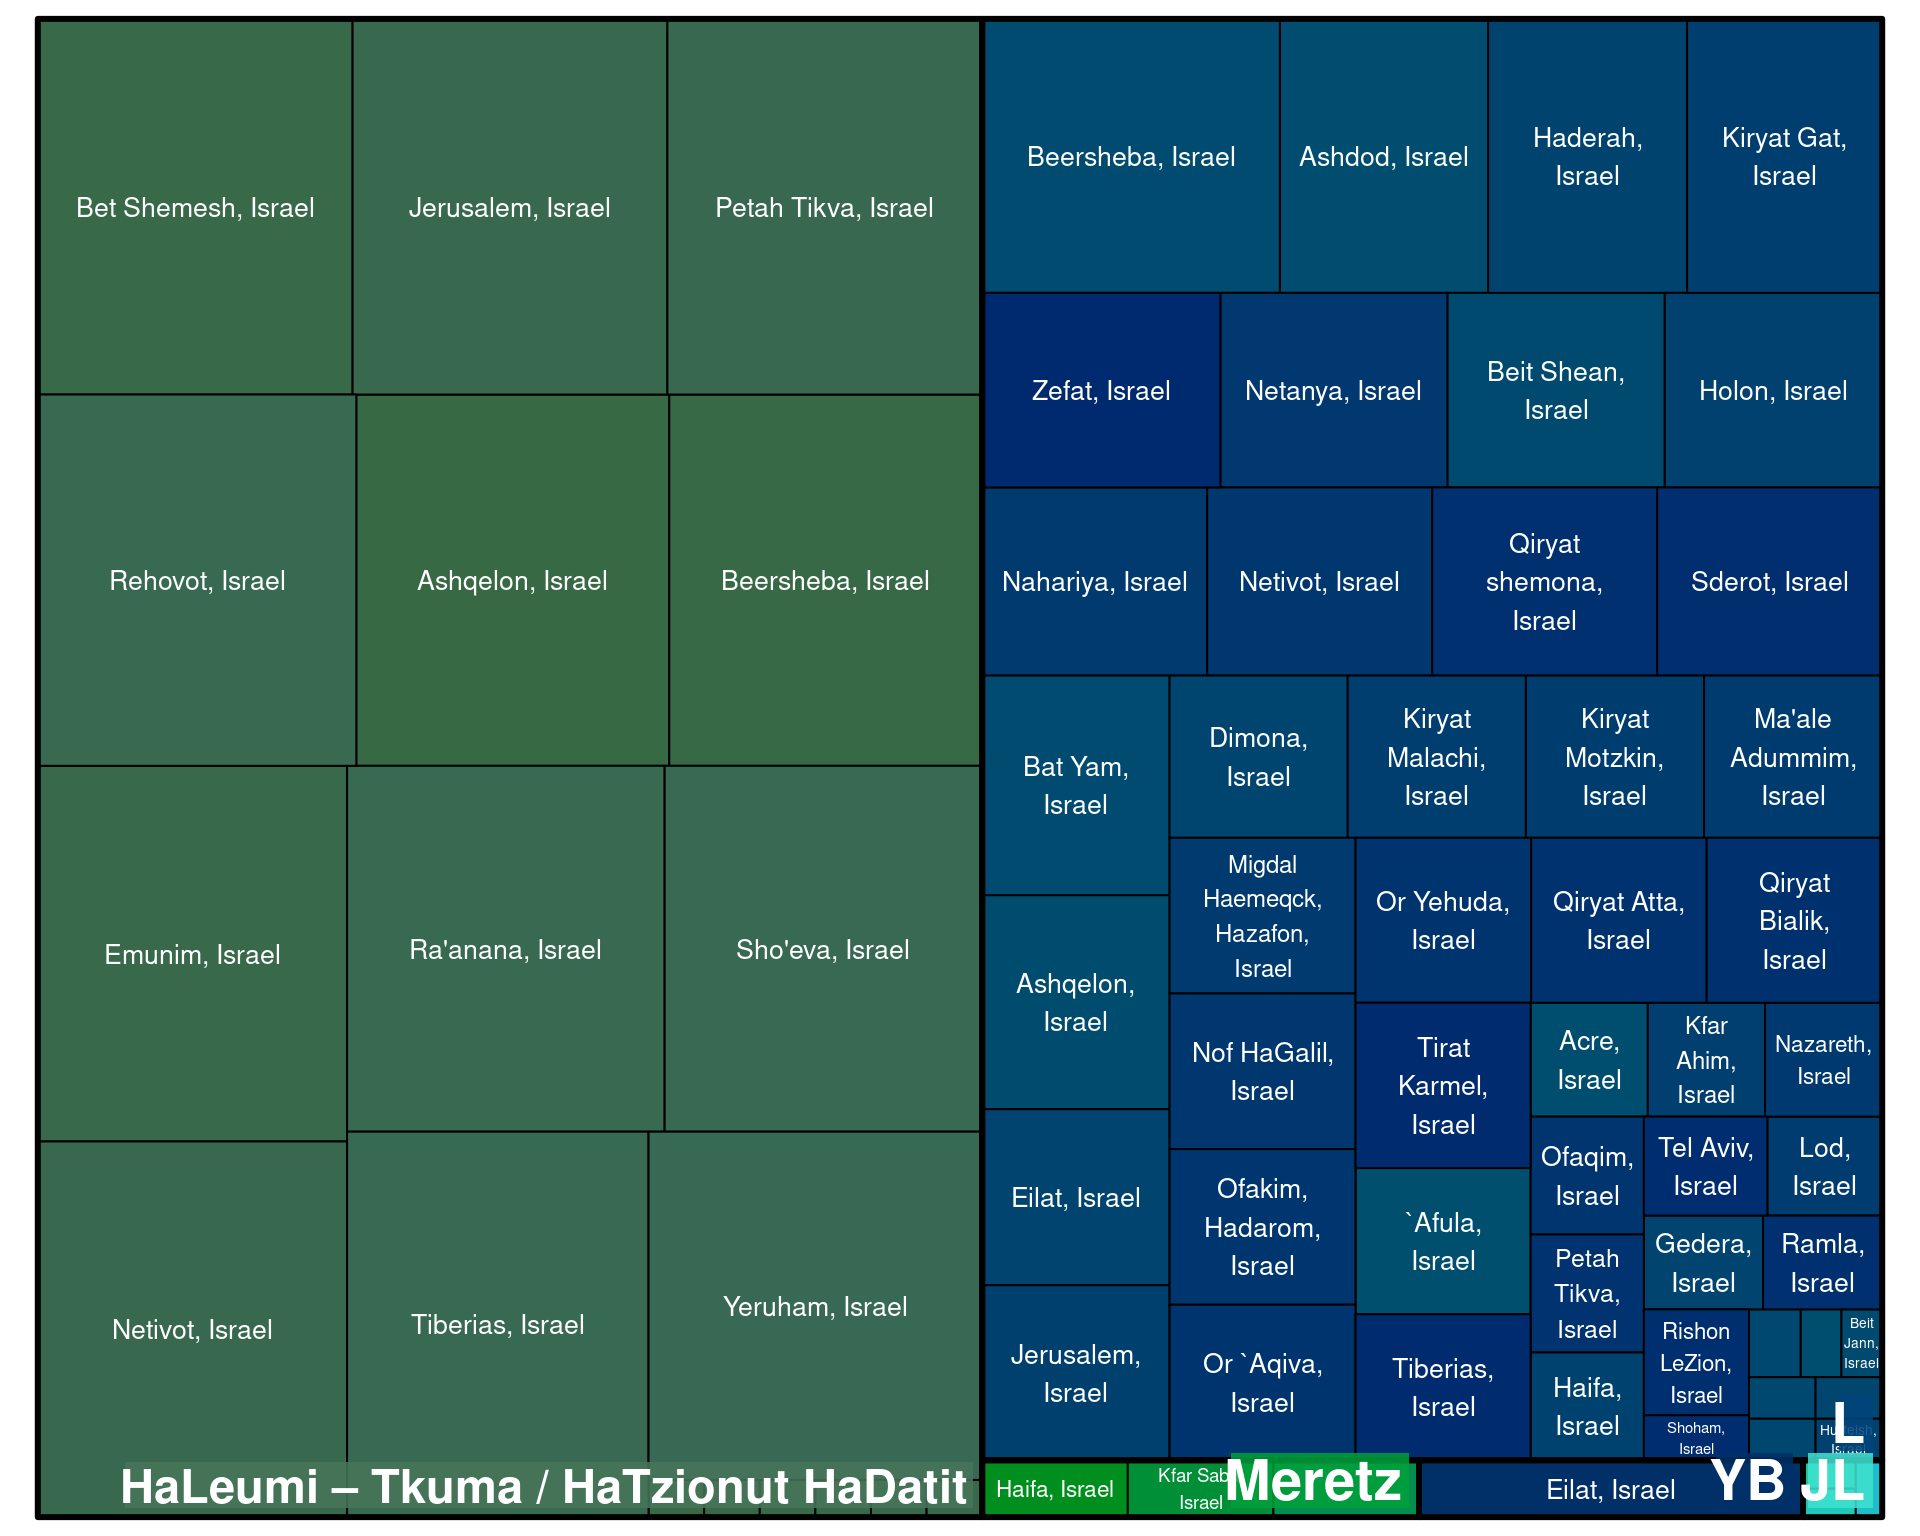 Bet Shemesh, Israel
Jerusalem, Israel
Petah Tikva, Israel
Rehovot, Israel
Ashqelon, Israel
Beersheba, Israel
Emunim, Israel
Ra'anana, Israel
Sho'eva, Israel
Netivot, Israel
Tiberias, Israel
Yeruham, Israel
HaLeumi – Tkuma / HaTzionut HaDatit
Beersheba, Israel
Ashdod, Israel
Haderah,
Israel
Kiryat Gat,
Israel
Zefat, Israel
Netanya, Israel
Beit Shean,
Israel
Holon, Israel
Nahariya, Israel
Netivot, Israel
Qiryat
shemona,
Israel
Sderot, Israel
Bat Yam,
Israel
Dimona,
Israel
Kiryat
Malachi,
Israel
Kiryat
Motzkin,
Israel
Ma'ale
Adummim,
Israel
Migdal
Haemeqck,
Hazafon,
Israel
Or Yehuda,
Israel
Qiryat Atta,
Israel
Qiryat
Bialik,
Israel
Ashqelon,
Israel
Nof HaGalil,
Israel
Tirat
Karmel,
Israel
Acre,
Israel
Kfar
Ahim,
Israel
Nazareth,
Israel
Eilat, Israel
Ofakim,
Hadarom,
Israel
`Afula,
Israel
Ofaqim,
Israel
Tel Aviv,
Israel
Lod,
Israel
Gedera,
Israel
Ramla,
Israel
Petah
Tikva,
Israel
Jerusalem,
Israel
Or `Aqiva,
Israel
Tiberias,
Israel
Haifa,
Israel
Rishon
LeZion,
Israel
Beit
Jann,
Israel
Shoham,
Israel
L
Haifa, Israel
Kfar Sab
Israel
Meretz
Eilat, Israel
YB
JL